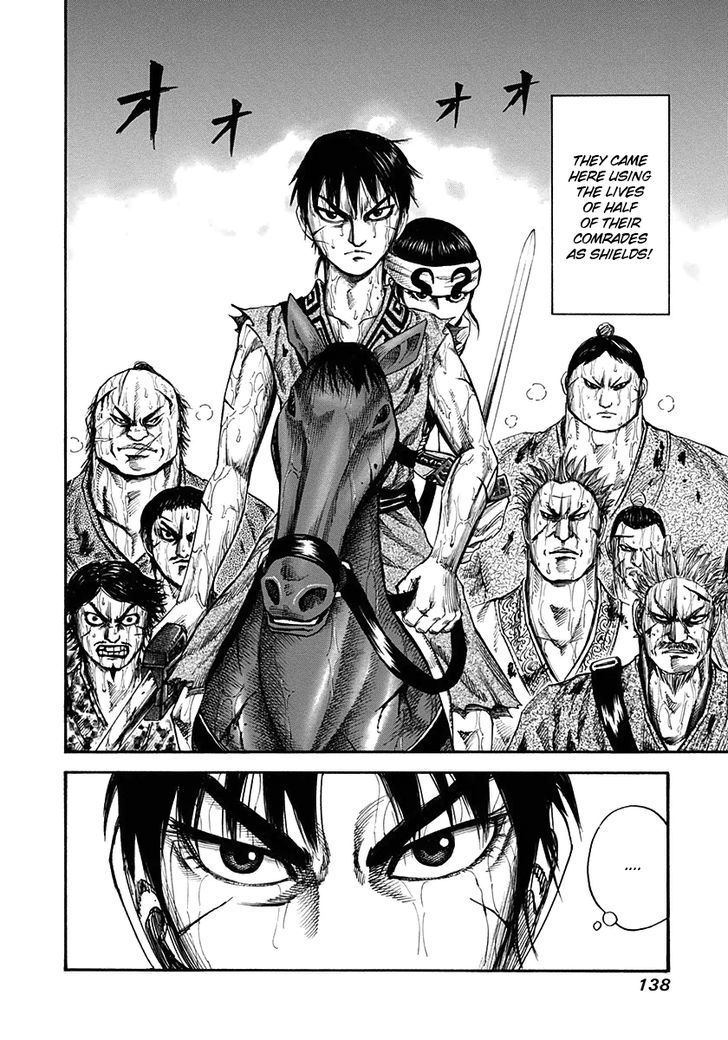 オオオオ
THEY CAME
HERE USING
THE LIVES
OF HALF
OF THEIR
COMRADES
AS SHIELDS!
....
138